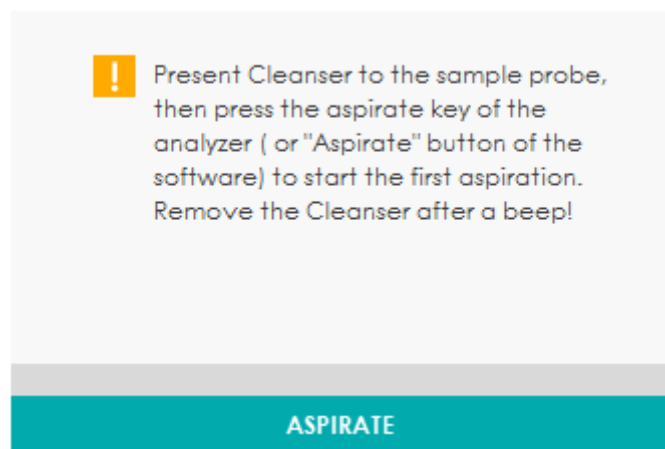 !
Present Cleanser to the sample probe,
then press the aspirate key of the
analyzer ( or "Aspirate" button of the
software) to start the first aspiration.
Remove the Cleanser after a beep!
ASPIRATE